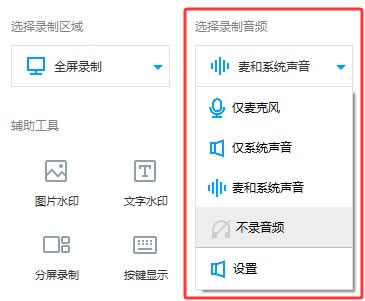 选择录制区域
全屏录制
辅助工具
图片水印
文字水印
分屏录制
按键显示
选择录制音频
麦和系统声音
仅麦克风
仅系统声音
麦和系统声音
不录音频
设置